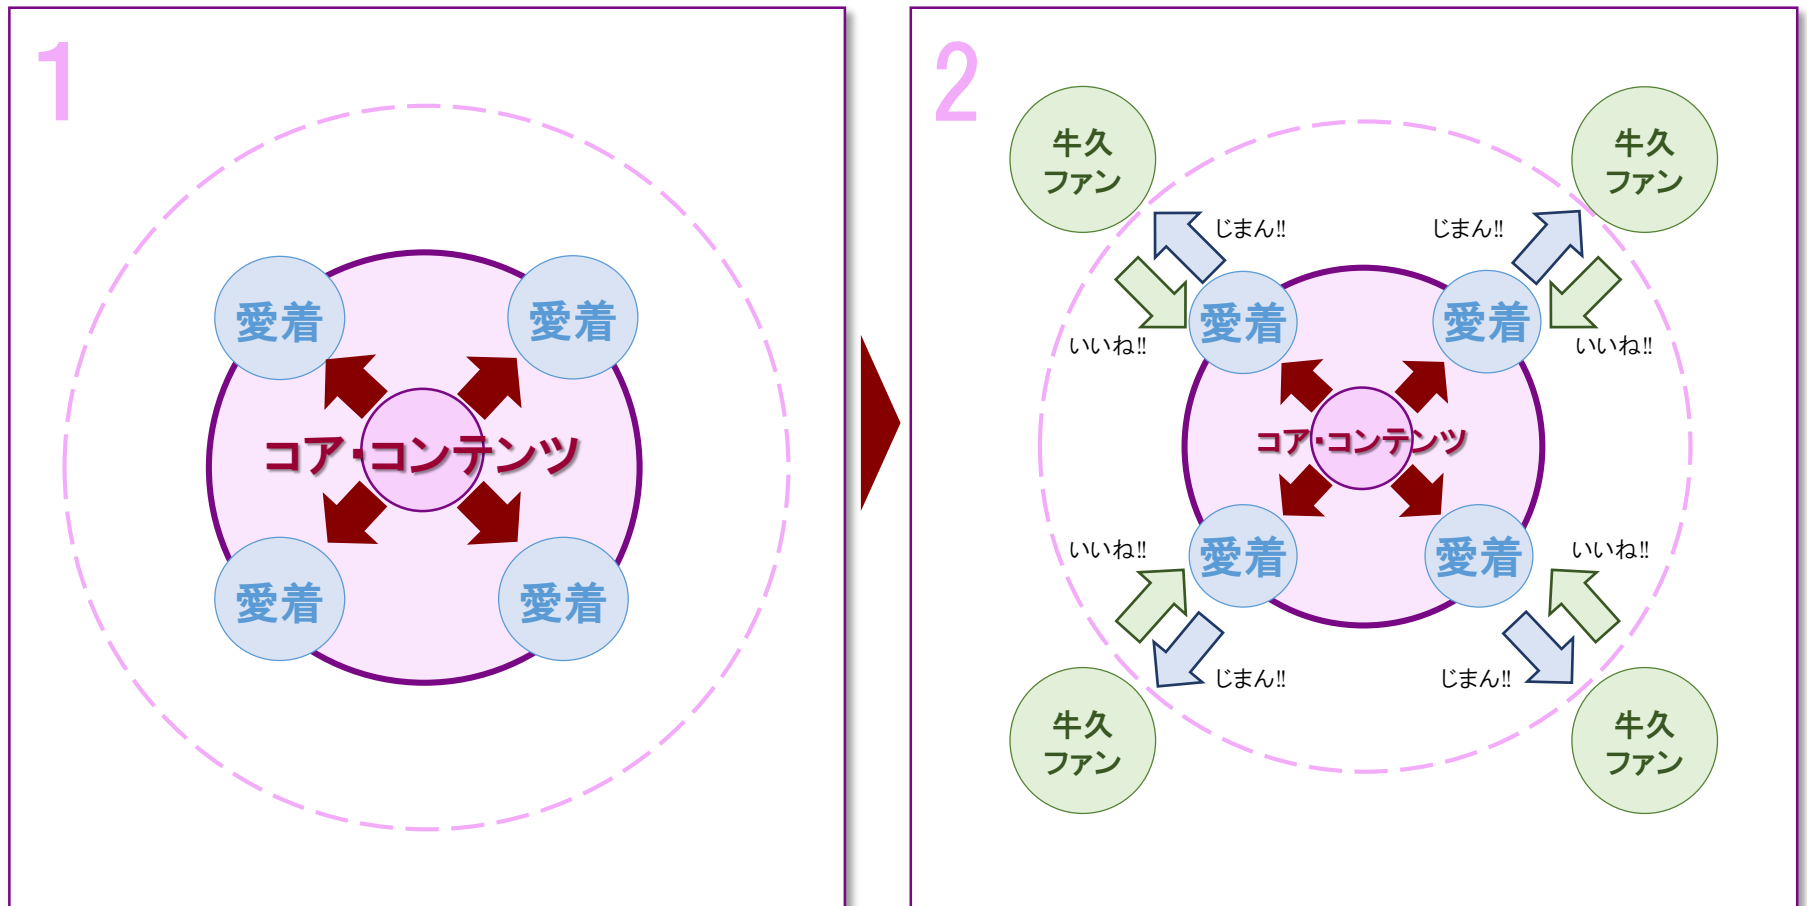 1
愛着
愛着
コア・コンテンツ
愛着
愛着
2
牛久
ファン
牛久
ファン
じまん!!
じまん!!
愛着
愛着
いいね!!
いいね!!
コア・コンテンツ
いいね!!
いいね!!
愛着
愛着
じまん!!
じまん!!
牛久
ファン
牛久
ファン